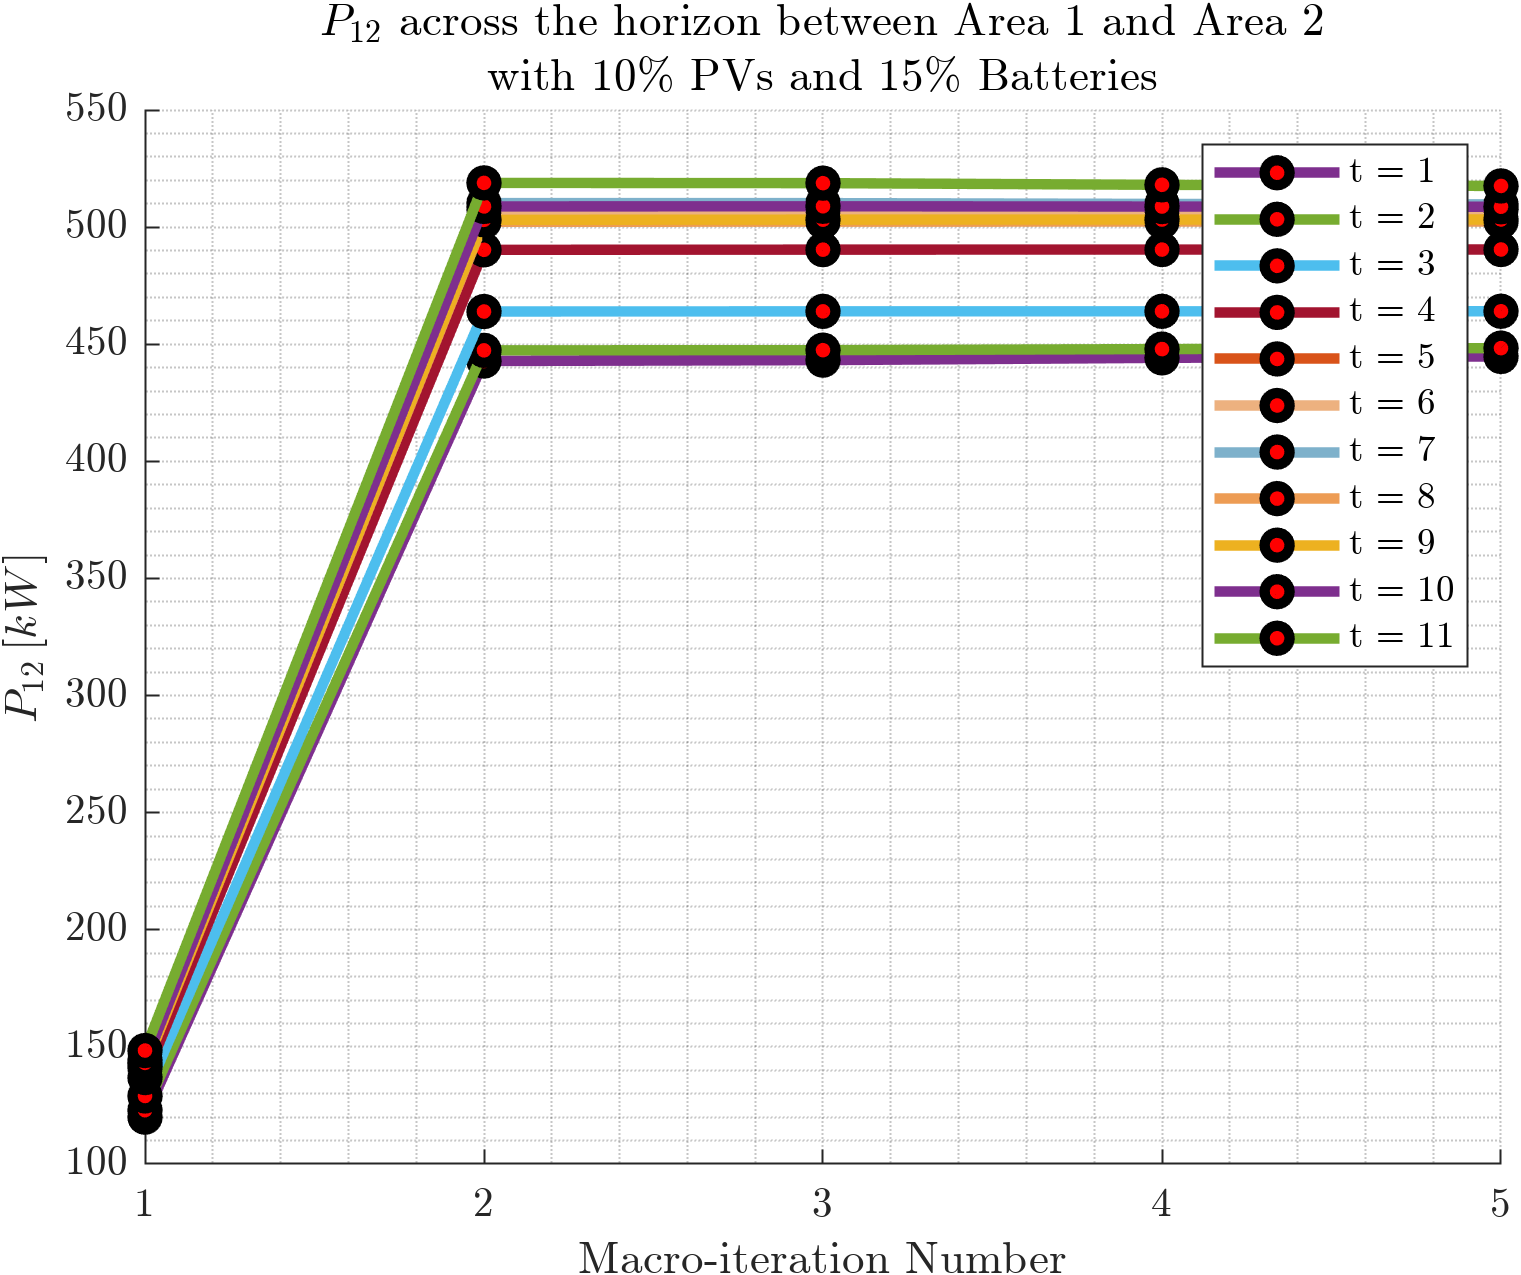 P12 across the horizon between Area 1 and Area 2
with 10% PVs and 15% Batteries
550
500
450
400
350
300
250
200
150
100
P12 [kW]
1
2
3
4
5
Macro-iteration Number
t = 1
t = 2
t = 3
t = 4
t = 5
t = 6
t = 7
t = 8
t = 9
t = 10
t = 11